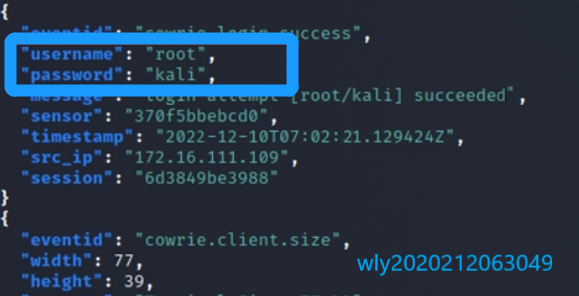 {
"eventid": "cowrie.login.success",
"username": "root",
"password": "kali",
"message": "login attempt [root/kali] succeeded",
"sensor": "370f5bbebcd0",
"timestamp": "2022-12-10T07:02:21.129424Z",
"src_ip": "172.16.111.109",
"session": "6d3849be3988"
}
{
"eventid": "cowrie.client.size",
"width": 77,
"height": 39,
wly2020212063049